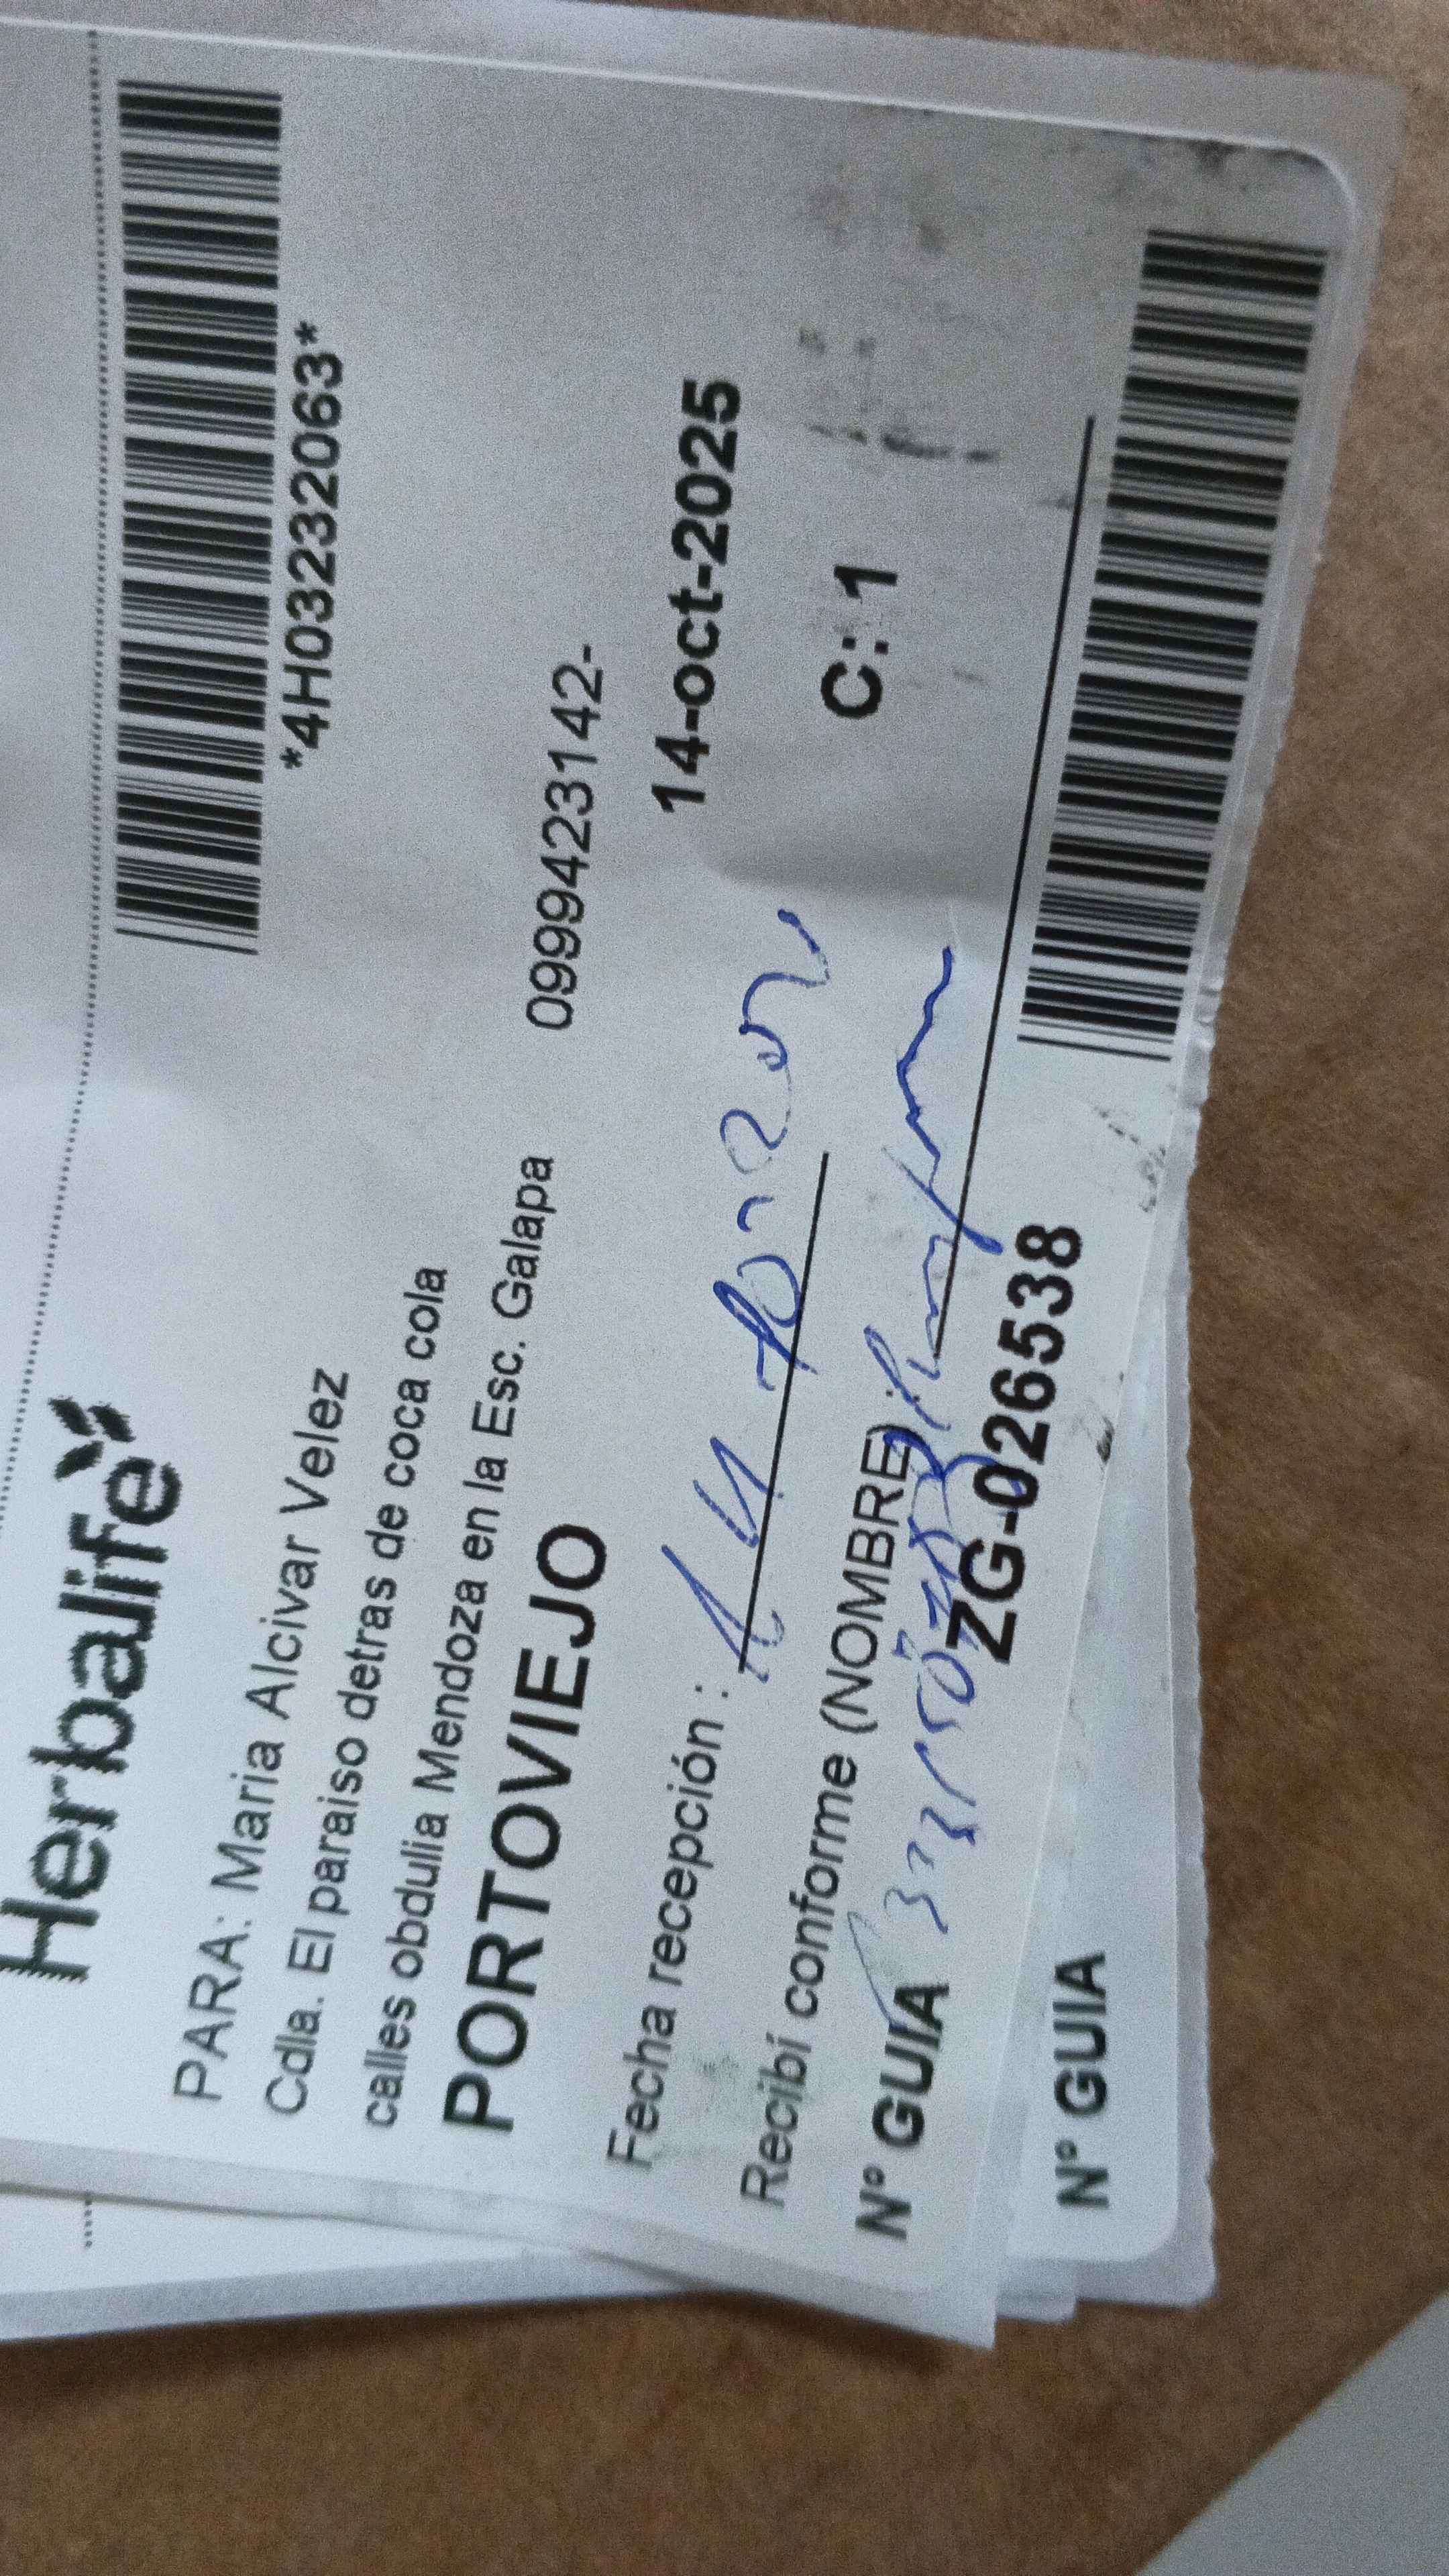 Herbalife
*4H03232063*
PARA: Maria Alcivar Velez
Cdla. El paraiso detras de coca cola
calles obdulia Mendoza en la Esc. Galapa 0999423142-
PORTOVIEJO
14-oct-2025
Fecha recepción :
C: 1
Recibí conforme (NOMBRE)
N° GUIA ZG-026538
N° GUIA